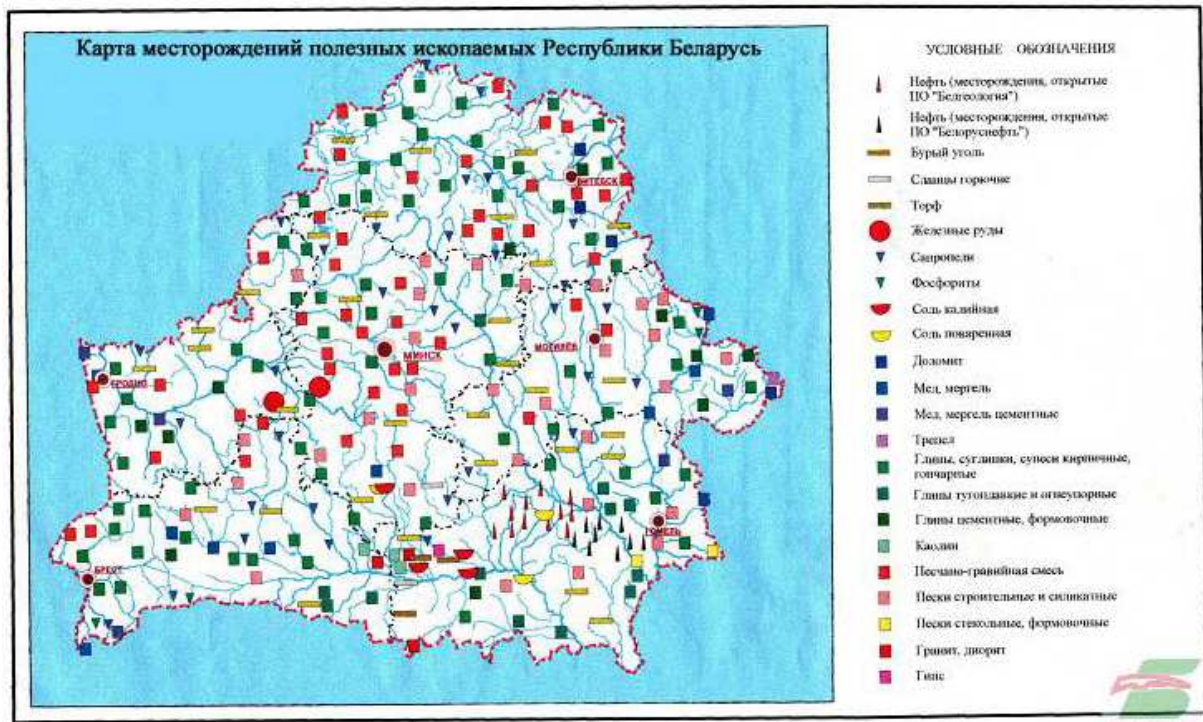 Карта месторождений полезных ископаемых Республики Беларусь
УСЛОВНЫЕ ОБОЗНАЧЕНИЯ
Нефть (месторождения, открытые
ПО "Белгеология")
Нефть (месторождения, открытые
ПО "Белоруснефть")
Бурый уголь
Сланцы горючие
Торф
Железные руды
Сапропели
Фосфориты
Соль калийная
Соль поваренная
Доломит
Мел, мергель
Мел, мергель цементные
Трепел
Глины, суглинки, супеси кирпичные,
гончарные
Глины тугоплавкие и огнеупорные
Глины цементные, формовочные
Каолин
Песчано-гравийная смесь
Пески строительные и силикатные
Пески стекольные, формовочные
Гранит, диорит
Гипс
ВИТЕБСК
МИНСК
МОГИЛЕВ
ГРОДНО
ГОМЕЛЬ
БРЕСТ